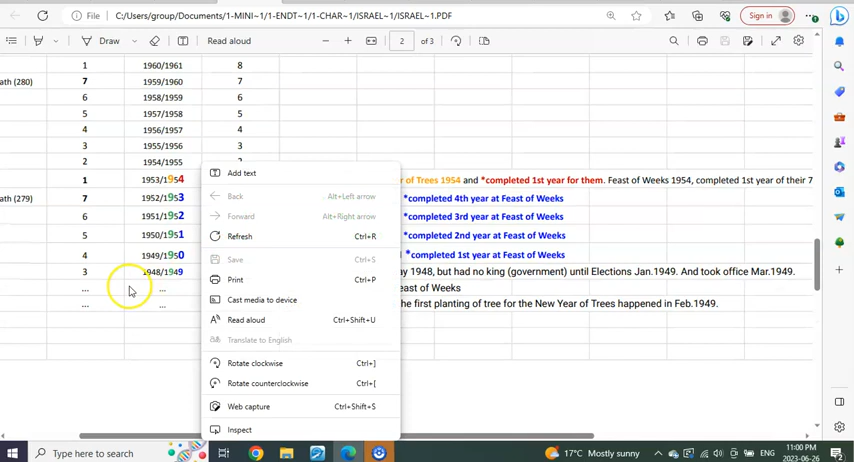 File C:/Users/group/Documents/1-MINI~1/1-ENDT~1/1-CHAR~1/ISRAEL~1/ISRAEL~1.PDF Sign in
Draw Read aloud 2 of 3
1 1960/1961 8
ath (280) 7 1959/1960 7
6 1958/1959 6
5 1957/1958 5
4 1956/1957 4
3 1955/1956 3
2 1954/1955 2
1 1953/1954 r of Trees 1954 and *completed 1st year for them. Feast of Weeks 1954, completed 1st year of their 7
ath (279) 7 1952/1953 *completed 4th year at Feast of Weeks
6 1951/1952 *completed 3rd year at Feast of Weeks
5 1950/1951 *completed 2nd year at Feast of Weeks
4 1949/1950 *completed 1st year at Feast of Weeks
3 1948/1949 ay 1948, but had no king (government) until Elections Jan.1949. And took office Mar.1949.
... ... east of Weeks
... ... he first planting of tree for the New Year of Trees happened in Feb.1949.
Add text
Back Alt+Left arrow
Forward Alt+Right arrow
Refresh Ctrl+R
Save Ctrl+S
Print Ctrl+P
Cast media to device
Read aloud Ctrl+Shift+U
Translate to English
Rotate clockwise Ctrl+]
Rotate counterclockwise Ctrl+[
Web capture Ctrl+Shift+S
Inspect
Type here to search 17°C Mostly sunny ENG 11:00 PM
2023-06-26